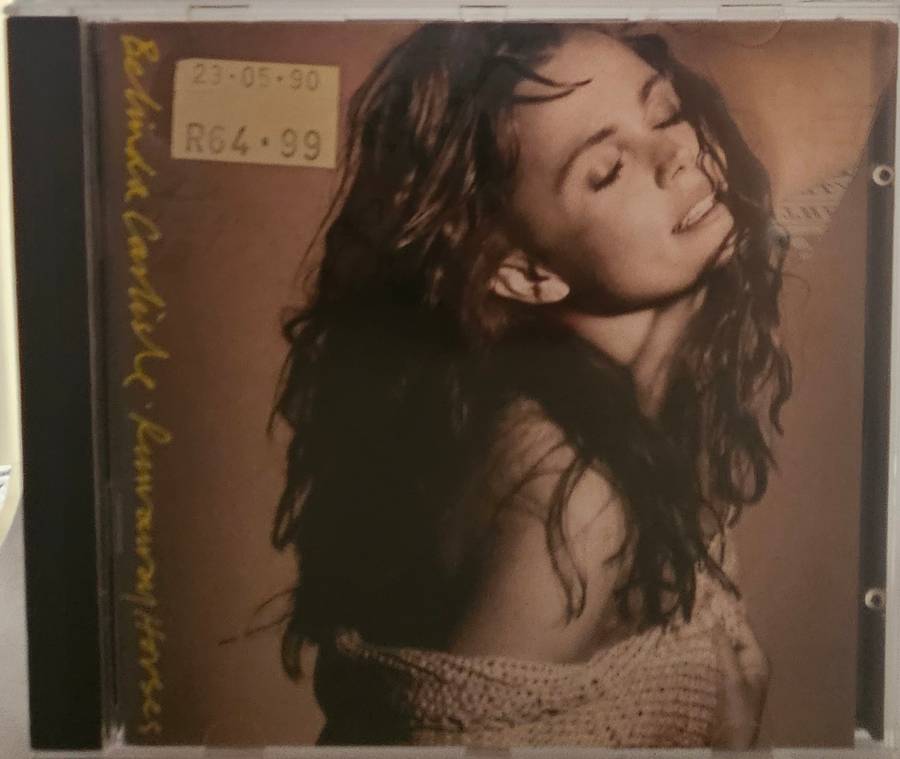 23·05·90
R64·99
Belinda Carlisle · Runaway Horses